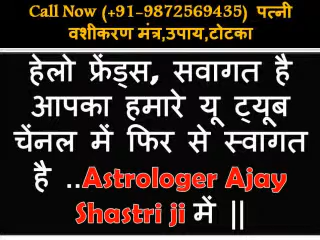 Call Now (+91-9872569435) पत्नी
वशीकरण मंत्र,उपाय,टोटका
हेलो फ्रेंड्स, सवागत है
आपका हमारे यू ट्यूब
चेंनल में फिर से स्वागत
है ..Astrologer Ajay
Shastri ji में ||